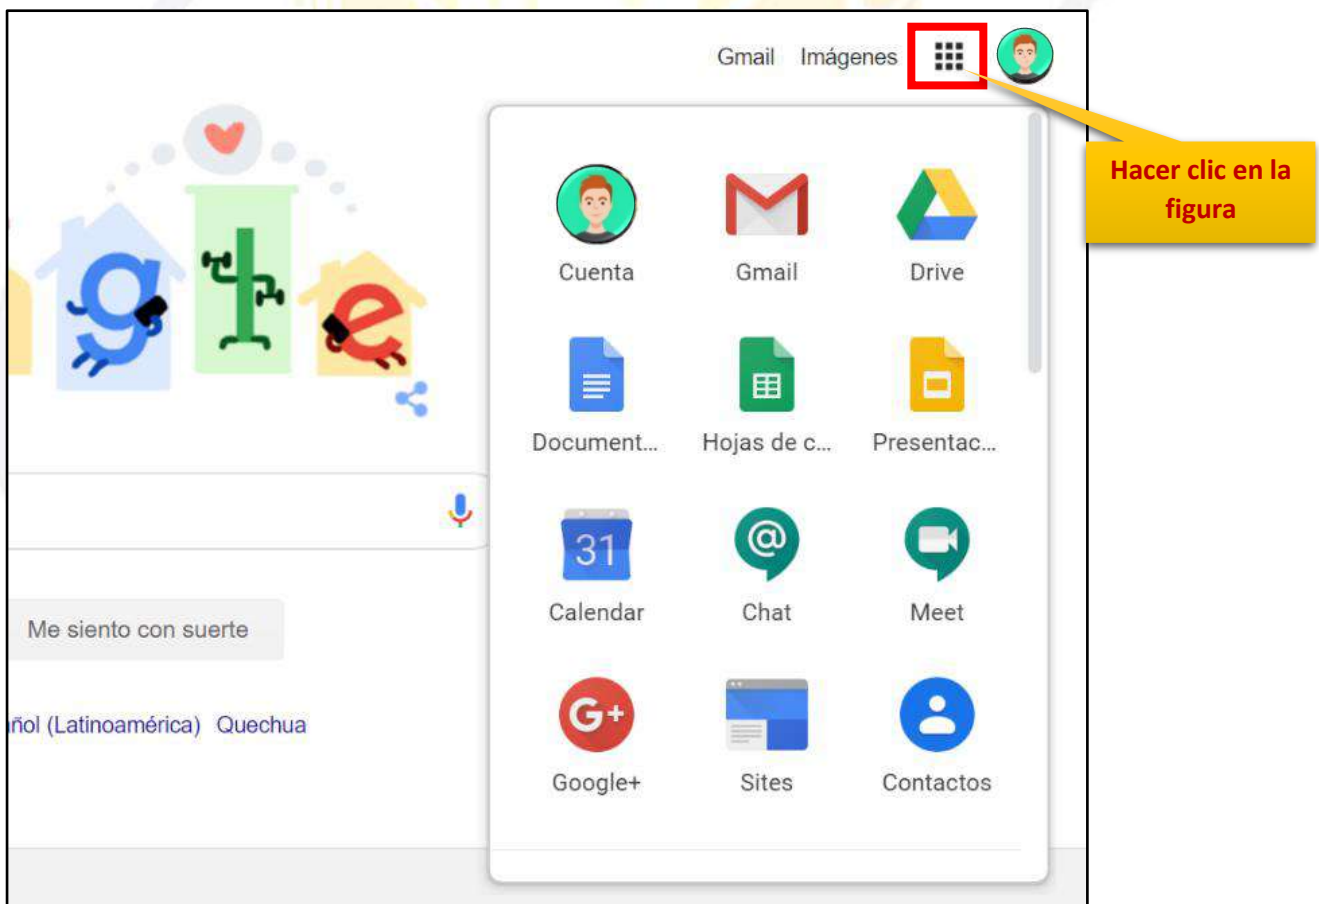 Gmail Imágenes
Hacer clic en la
figura
Cuenta Gmail Drive
Document... Hojas de c... Presentac...
31
Calendar Chat Meet
Me siento con suerte
G+
Google+ Sites Contactos
ñol (Latinoamérica) Quechua